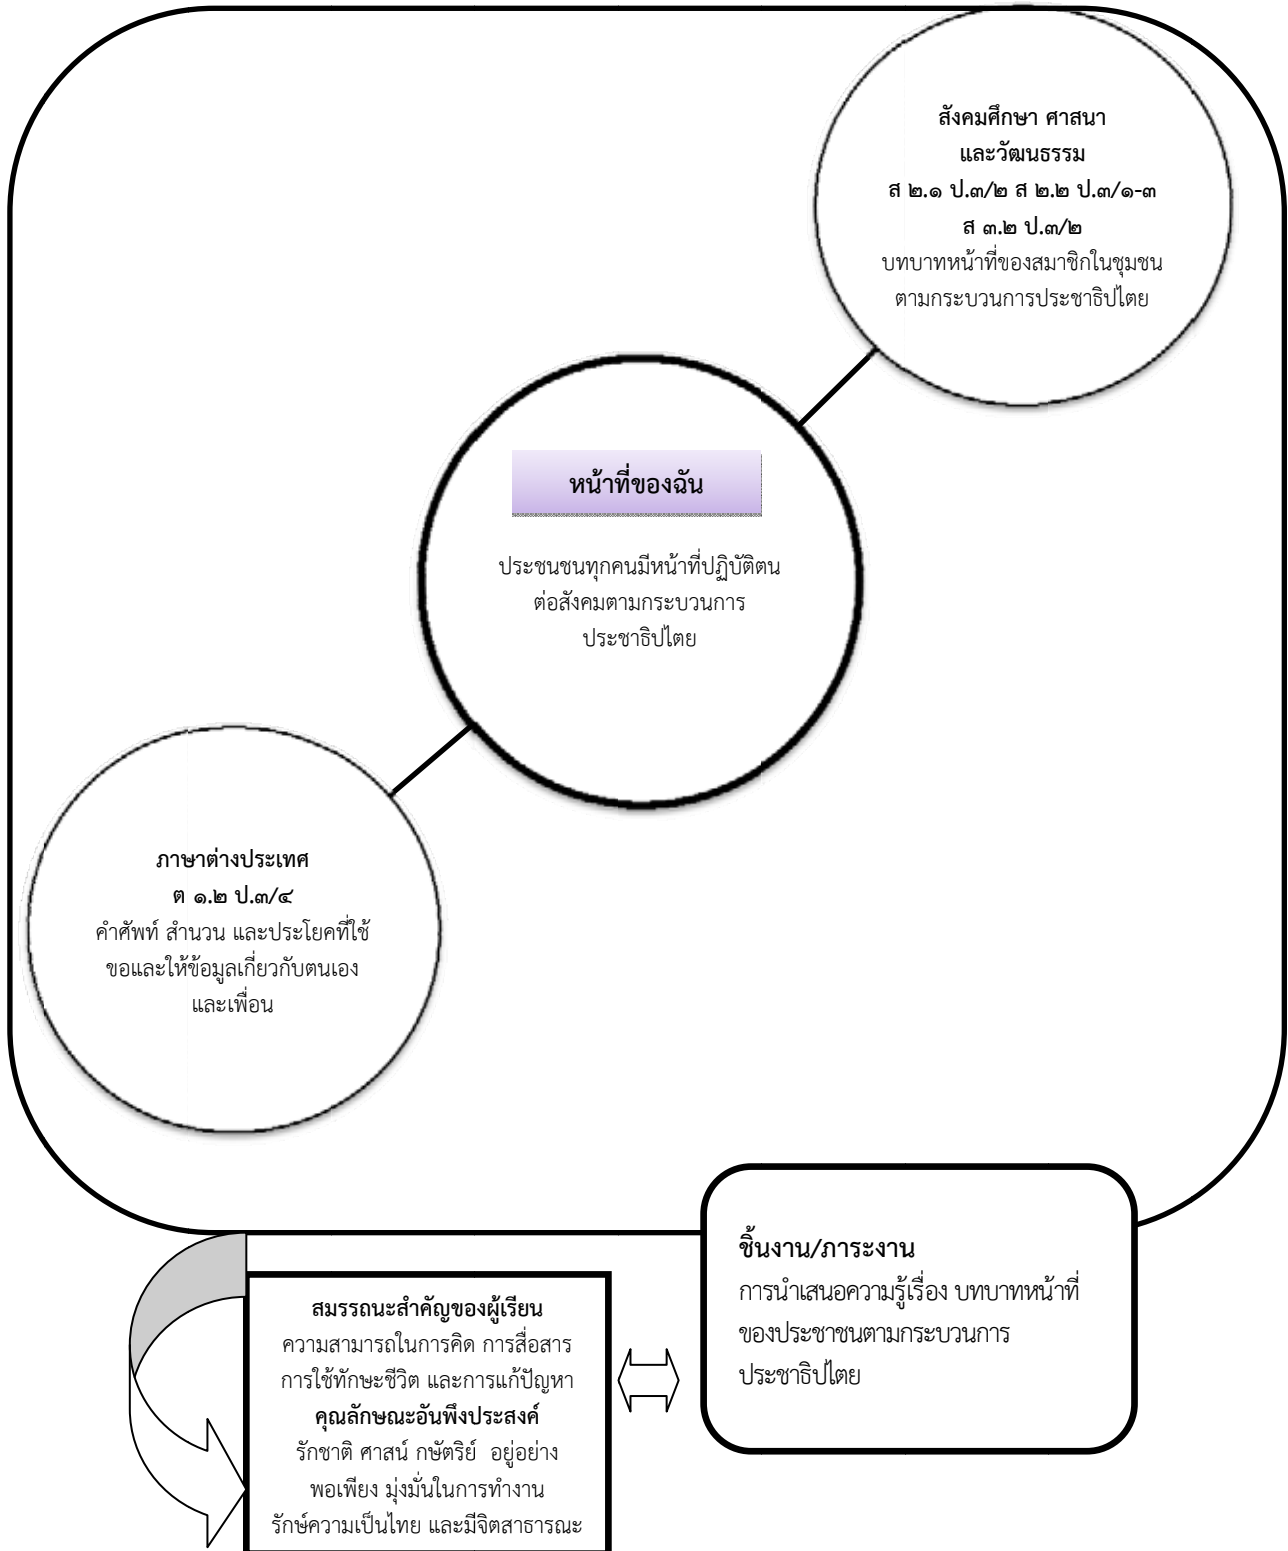 สังคมศึกษา ศาสนา
และวัฒนธรรม
ส ๒.๑ ป.๓/๒ ส ๒.๒ ป.๓/๑-๓
ส ๓.๒ ป.๓/๒
บทบาทหน้าที่ของสมาชิกในชุมชน
ตามกระบวนการประชาธิปไตย
หน้าที่ของฉัน
ประชนชนทุกคนมีหน้าที่ปฏิบัติตน
ต่อสังคมตามกระบวนการ
ประชาธิปไตย
ภาษาต่างประเทศ
ต ๑.๒ ป.๓/๔
คำศัพท์ สำนวน และประโยคที่ใช้
ขอและให้ข้อมูลเกี่ยวกับตนเอง
และเพื่อน
ชิ้นงาน/ภาระงาน
การนำเสนอความรู้เรื่อง บทบาทหน้าที่
ของประชาชนตามกระบวนการ
ประชาธิปไตย
สมรรถนะสำคัญของผู้เรียน
ความสามารถในการคิด การสื่อสาร
การใช้ทักษะชีวิต และการแก้ปัญหา
คุณลักษณะอันพึงประสงค์
รักชาติ ศาสน์ กษัตริย์ อยู่อย่าง
พอเพียง มุ่งมั่นในการทำงาน
รักษ์ความเป็นไทย และมีจิตสาธารณะ